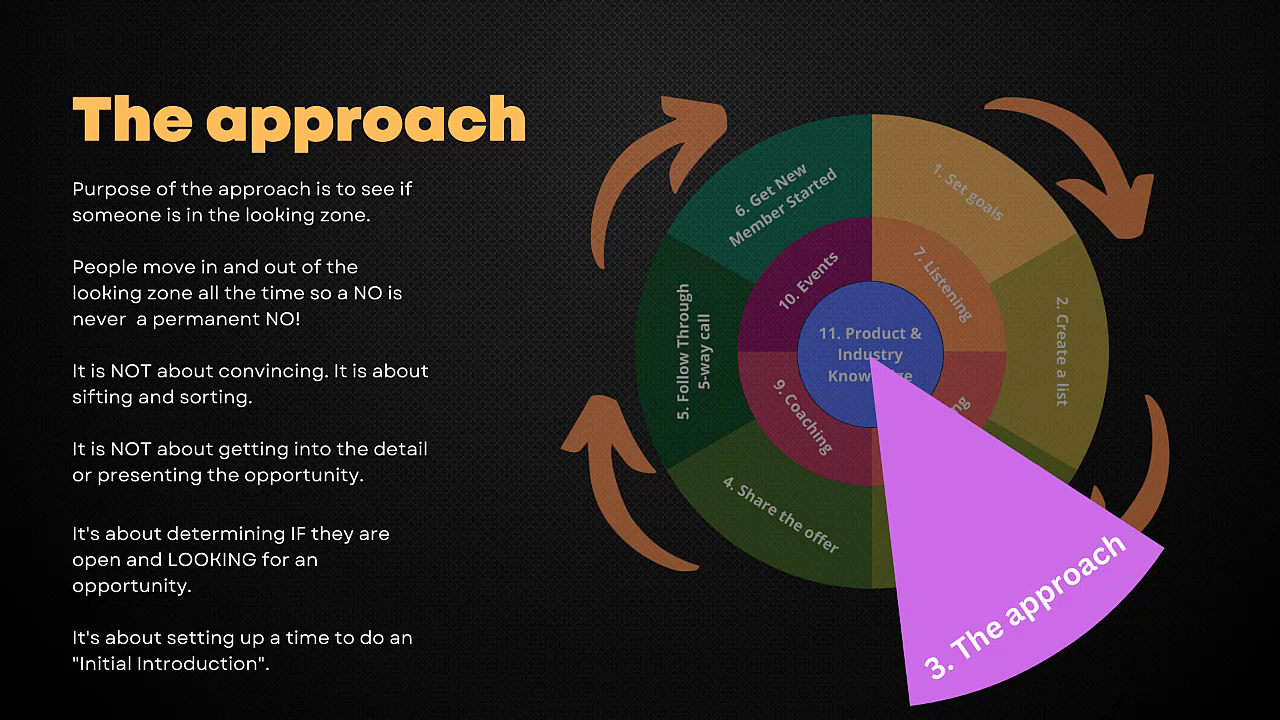 The approach
Purpose of the approach is to see if
someone is in the looking zone.
People move in and out of the
looking zone all the time so a NO is
never  a permanent NO!
It is NOT about convincing. It is about
sifting and sorting.
It is NOT about getting into the detail
or presenting the opportunity.
It's about determining IF they are
open and LOOKING for an
opportunity.
It's about setting up a time to do an
"Initial Introduction".
1. Set goals
2. Create a list
3. The approach
4. Share the offer
5. Follow Through
5-way call
6. Get New
Member Started
7. Listening
9. Coaching
10. Events
11. Product &
Industry